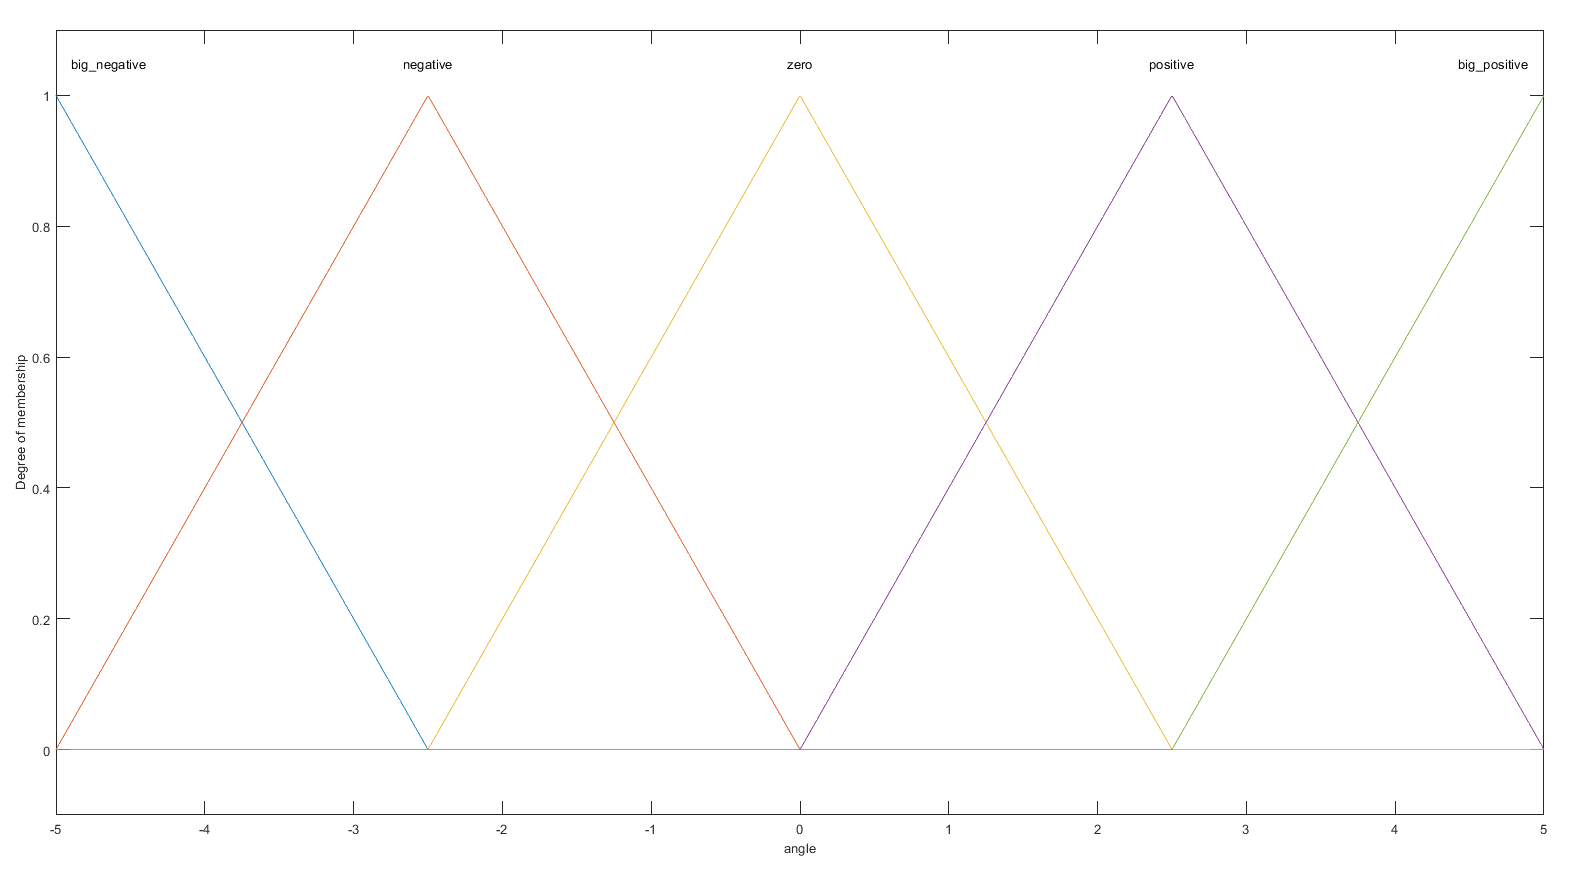 big_negative negative zero positive big_positive
1
0.8
0.6
0.4
0.2
0
Degree of membership
-5 -4 -3 -2 -1 0 1 2 3 4 5
angle